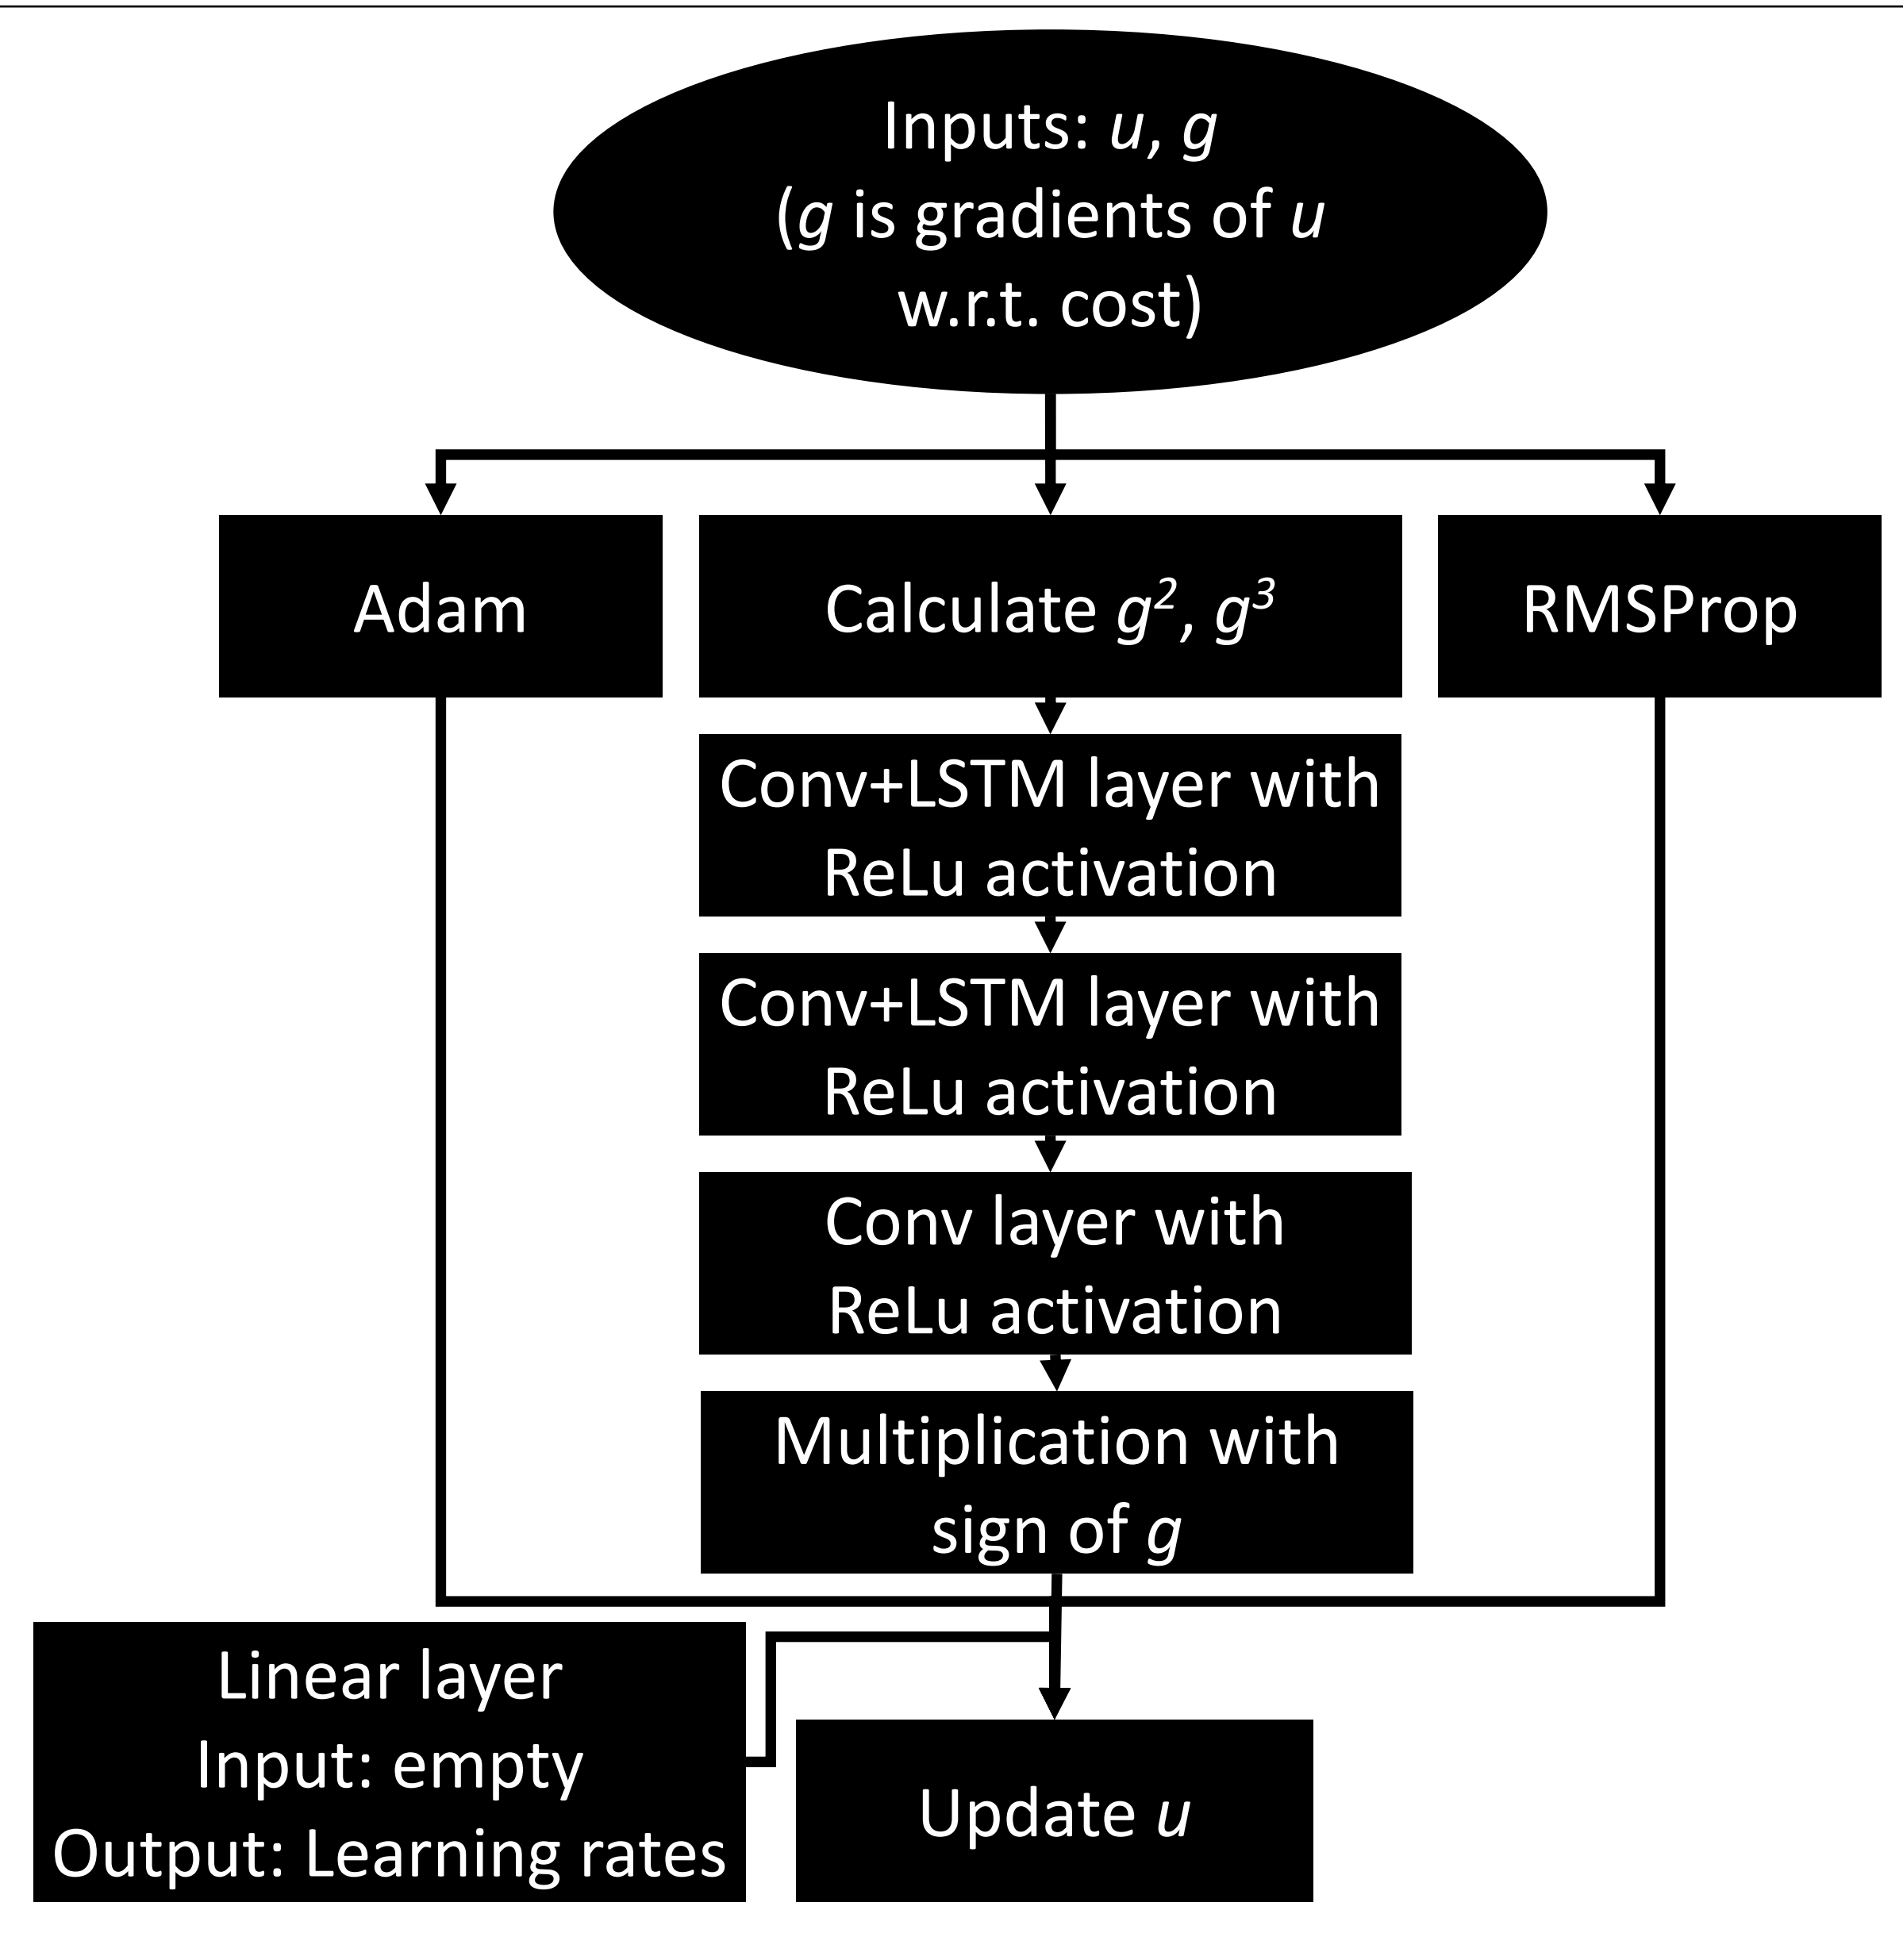 Inputs: u, g
(g is gradients of u
w.r.t. cost)
Adam
Calculate g², g³
RMSProp
Conv+LSTM layer with
ReLu activation
Conv+LSTM layer with
ReLu activation
Conv layer with
ReLu activation
Multiplication with
sign of g
Linear layer
Input: empty
Output: Learning rates
Update u